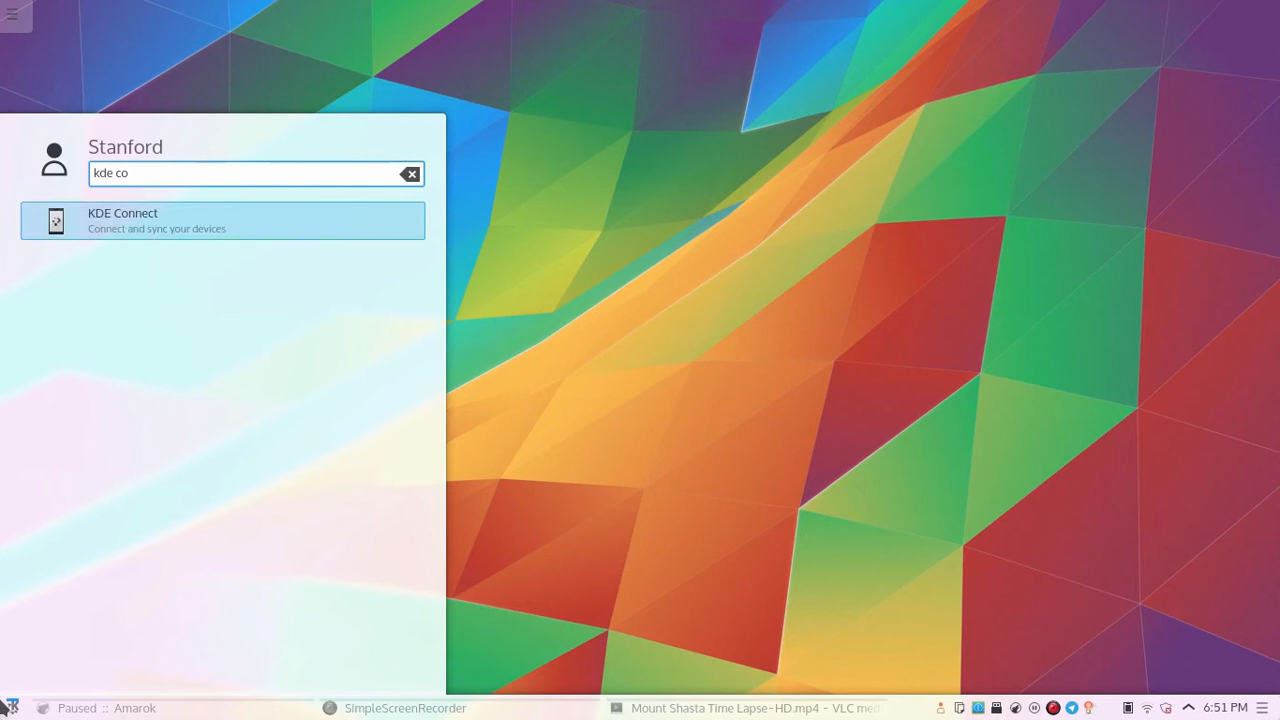 Stanford
kde co
KDE Connect
Connect and sync your devices
Paused :: Amarok
SimpleScreenRecorder
Mount Shasta Time Lapse-HD.mp4 - VLC med
6:51 PM